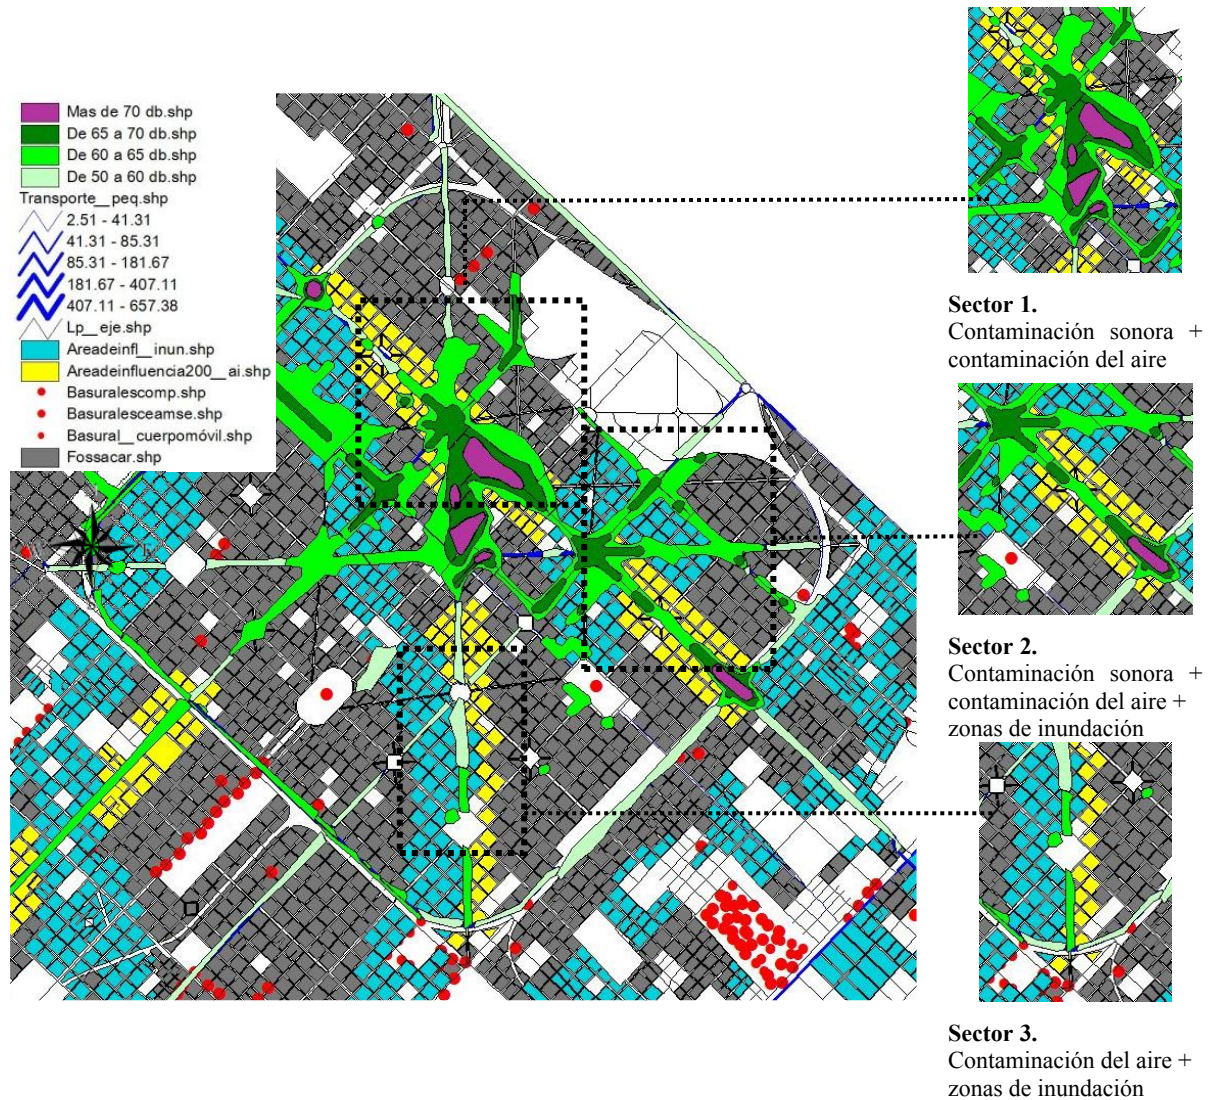 Mas de 70 db.shp
De 65 a 70 db.shp
De 60 a 65 db.shp
De 50 a 60 db.shp
Transporte__peq.shp
2.51 - 41.31
41.31 - 85.31
85.31 - 181.67
181.67 - 407.11
407.11 - 657.38
Lp__eje.shp
Areadeinfl__inun.shp
Areadeinfluencia200__ai.shp
Basuralescomp.shp
Basuralesceamse.shp
Basural__cuerpomóvil.shp
Fossacar.shp
Sector 1.
Contaminación sonora +
contaminación del aire
Sector 2.
Contaminación sonora +
contaminación del aire +
zonas de inundación
Sector 3.
Contaminación del aire +
zonas de inundación